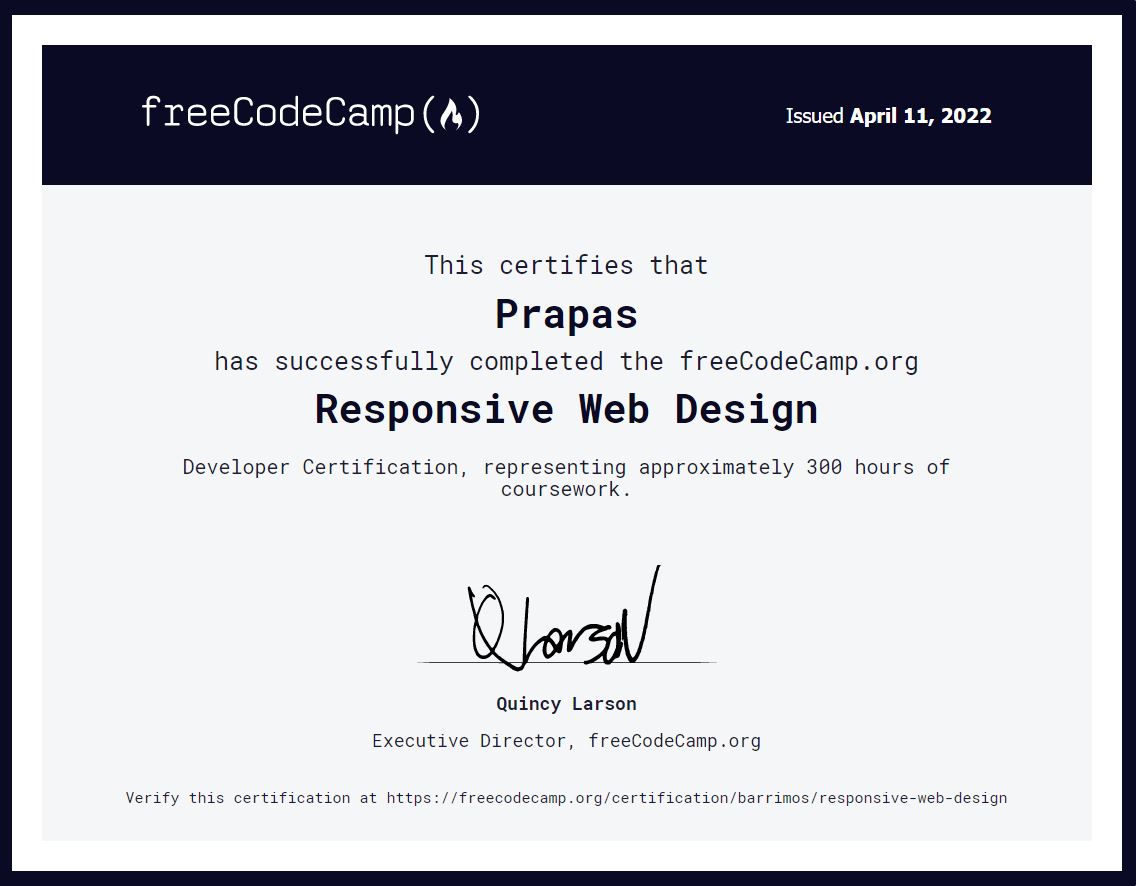 freeCodeCamp
Issued April 11, 2022
This certifies that
Prapas
has successfully completed the freeCodeCamp.org
Responsive Web Design
Developer Certification, representing approximately 300 hours of
coursework.
Q Larson
Quincy Larson
Executive Director, freeCodeCamp.org
Verify this certification at https://freecodecamp.org/certification/barrimos/responsive-web-design